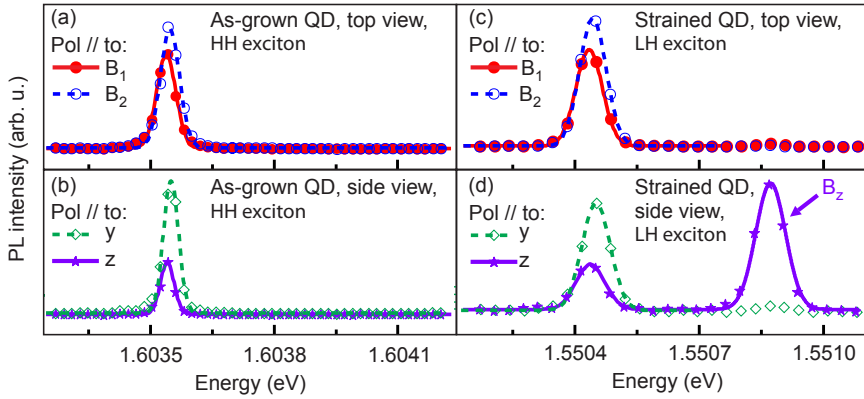 (a) As-grown QD, top view,
HH exciton
Pol // to:
B₁
B₂
(c) Strained QD, top view,
LH exciton
Pol // to:
B₁
B₂
(b) As-grown QD, side view,
HH exciton
Pol // to:
y
z
(d) Strained QD,
side view,
LH exciton
Pol // to:
y
z
B_z
PL intensity (arb. u.)
1.6035 1.6038 1.6041
Energy (eV)
1.5504 1.5507 1.5510
Energy (eV)